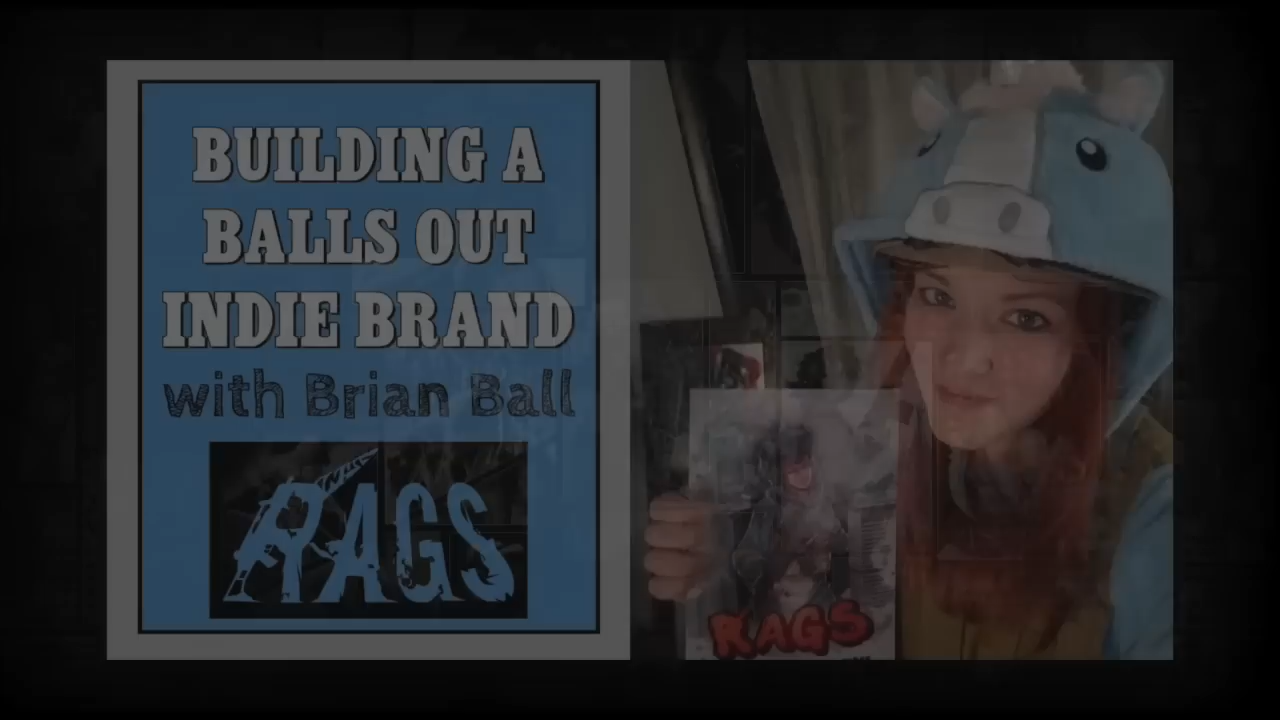 BUILDING A
BALLS OUT
INDIE BRAND
with Brian Ball
RAGS
RAGS